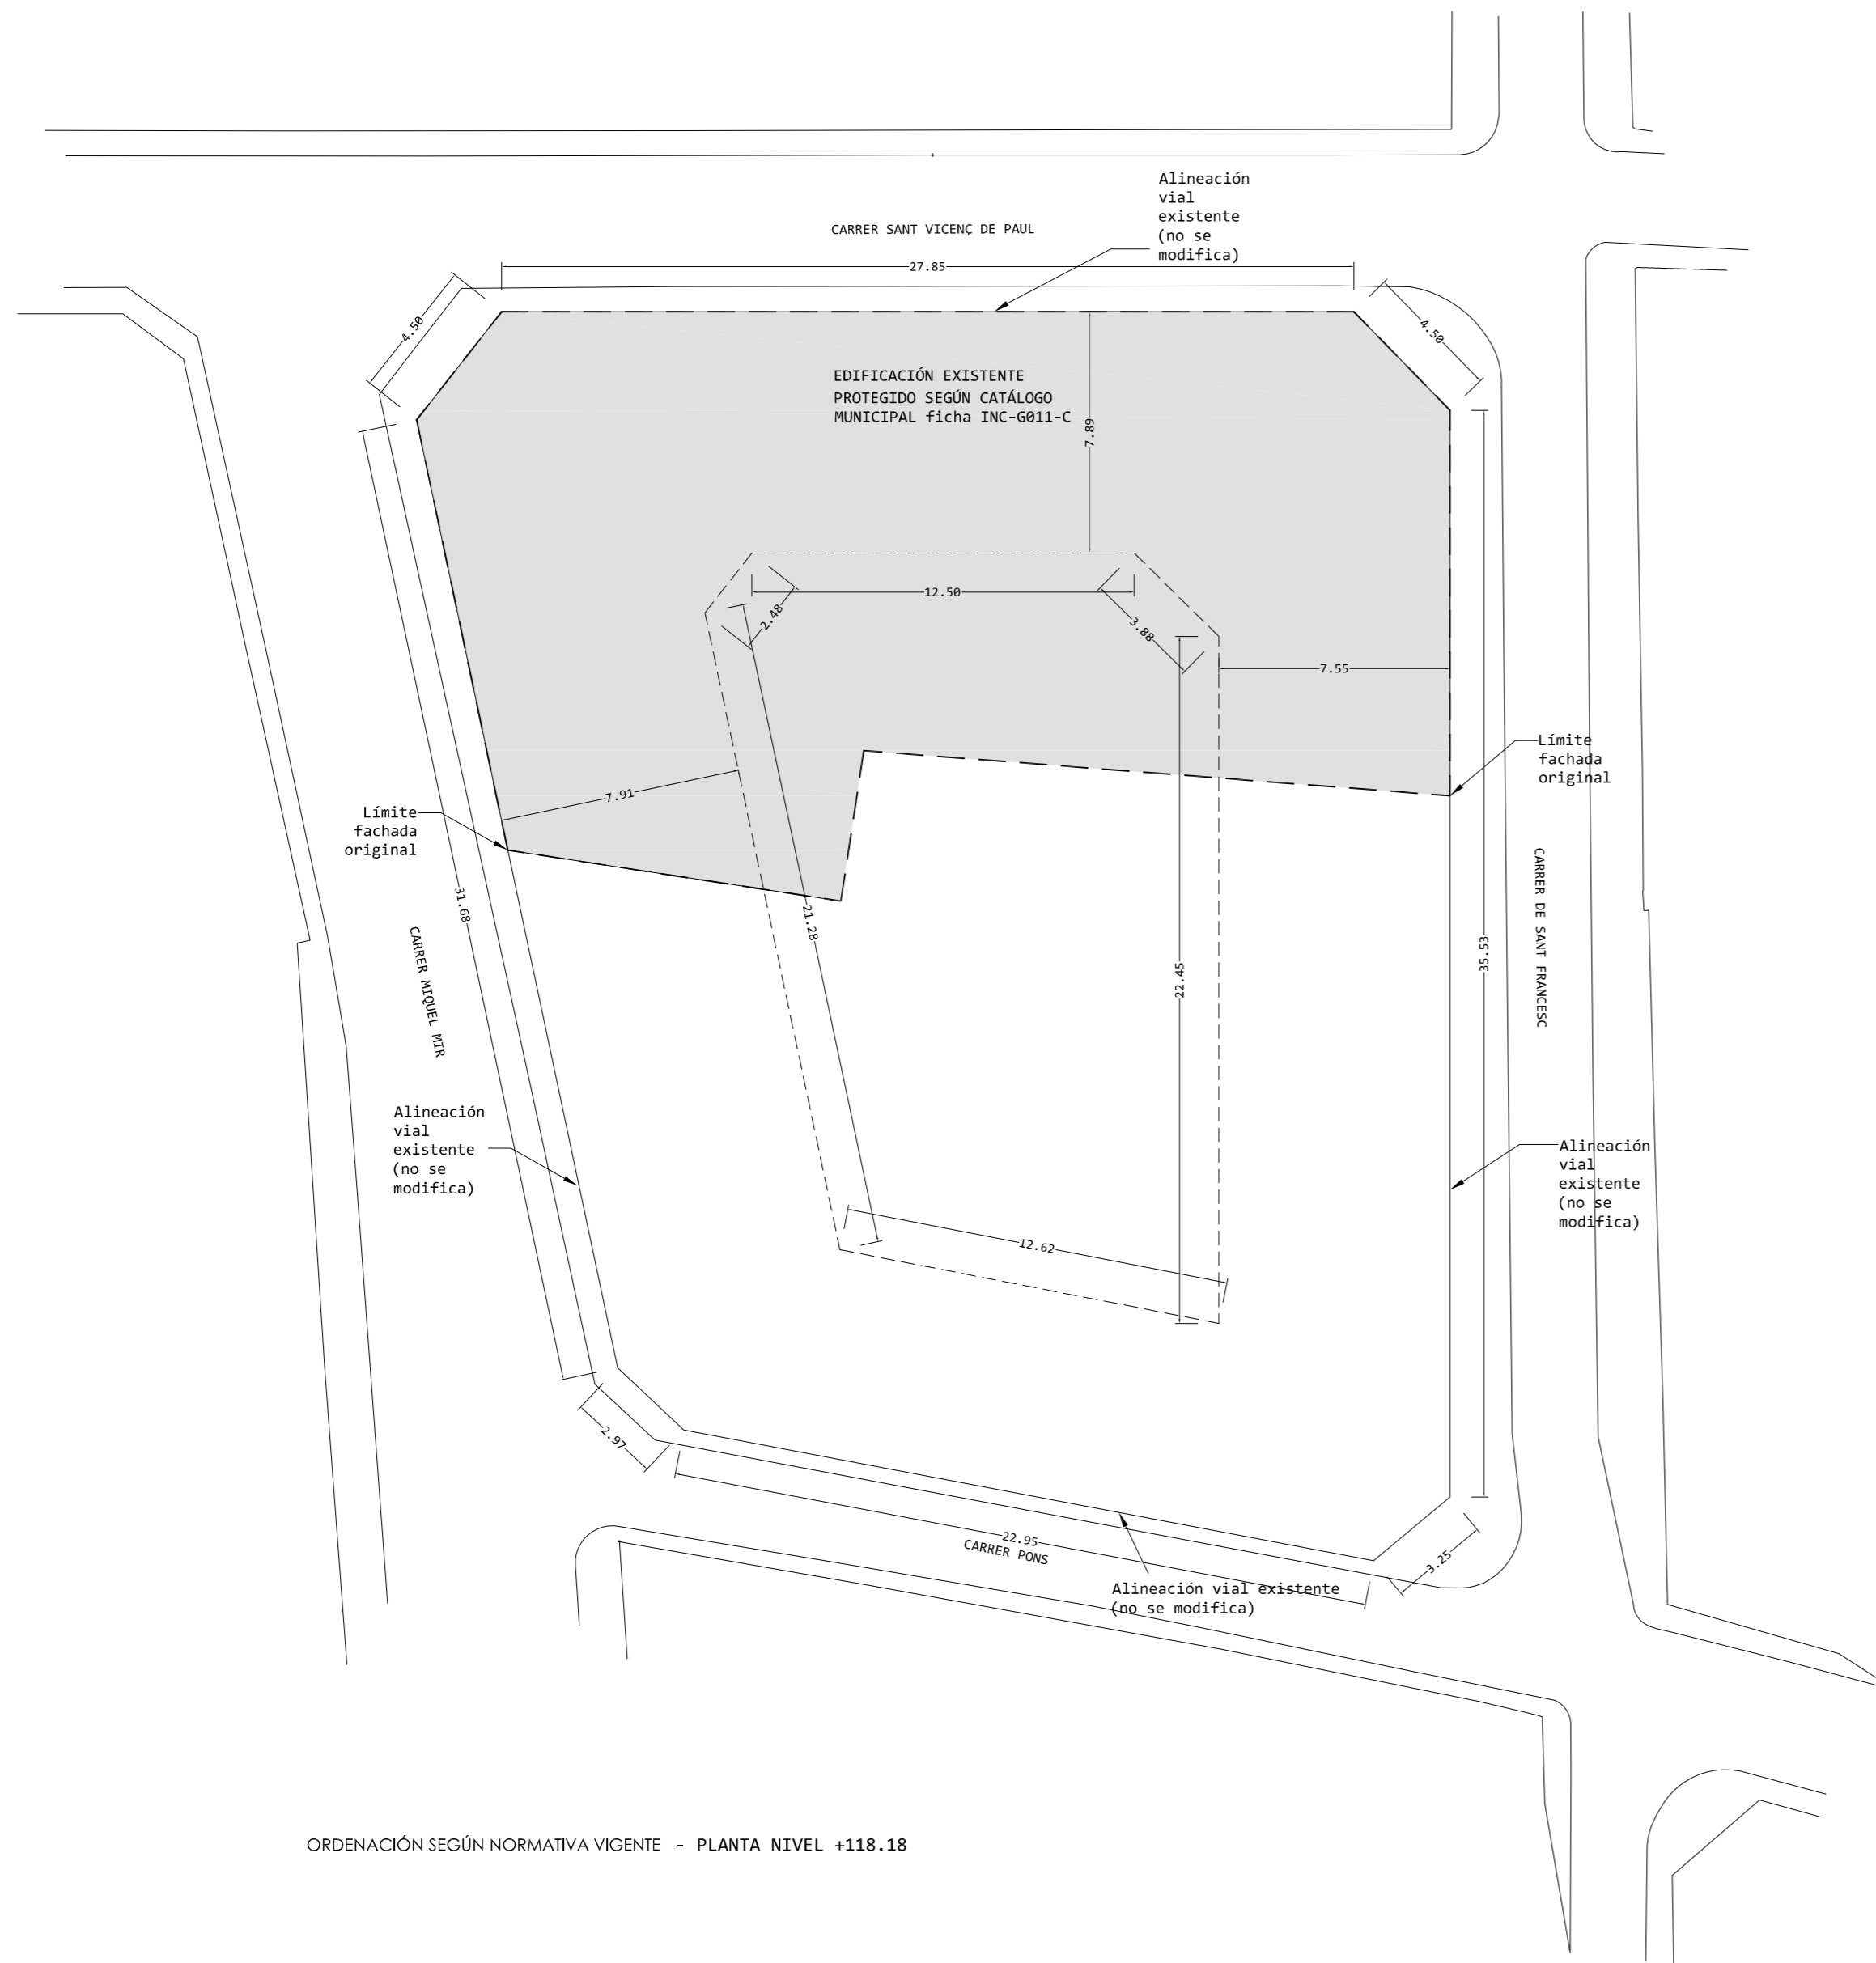 Alineación
vial
existente
(no se
modifica)
CARRER SANT VICENÇ DE PAUL
27.85
4.50
4.50
EDIFICACIÓN EXISTENTE
PROTEGIDO SEGÚN CATÁLOGO
MUNICIPAL ficha INC-G011-C
7.89
12.50
2.48
3.88
7.55
Límite
fachada
original
7.91
Límite
fachada
original
31.68
21.28
22.45
35.53
CARRER DE SANT FRANCESC
CARRER MIQUEL MIR
Alineación
vial
existente
(no se
modifica)
Alineación
vial
existente
(no se
modifica)
12.62
2.97
22.95
CARRER PONS
3.25
Alineación vial existente
(no se modifica)
ORDENACIÓN SEGÚN NORMATIVA VIGENTE - PLANTA NIVEL +118.18